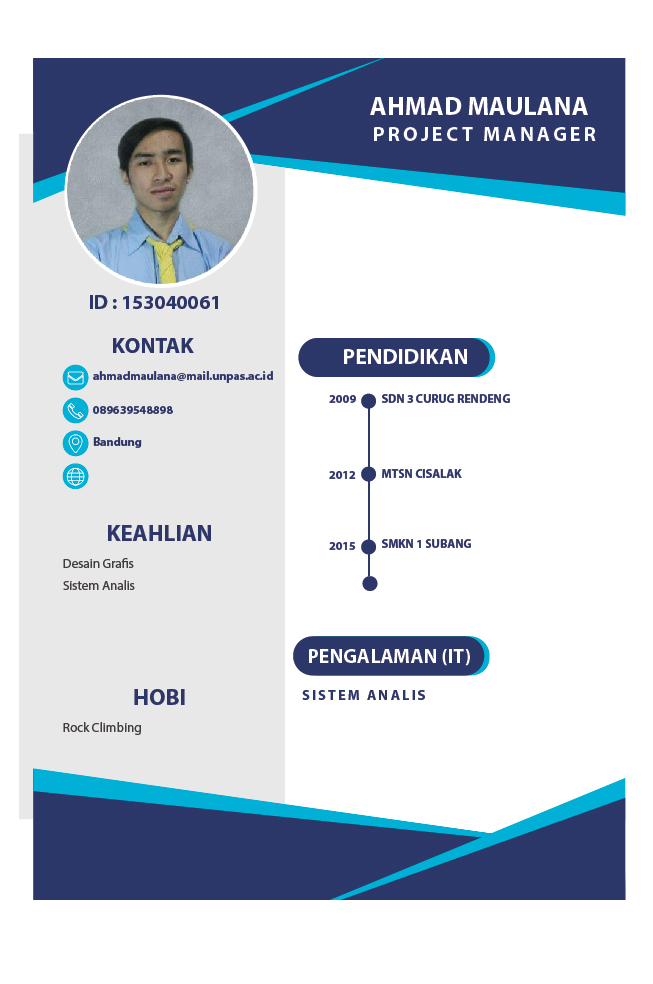 AHMAD MAULANA
PROJECT MANAGER
ID : 153040061
KONTAK
ahmadmaulana@mail.unpas.ac.id
089639548898
Bandung
KEAHLIAN
Desain Grafis
Sistem Analis
HOBI
Rock Climbing
PENDIDIKAN
2009 SDN 3 CURUG RENDENG
2012 MTSN CISALAK
2015 SMKN 1 SUBANG
PENGALAMAN (IT)
SISTEM ANALIS